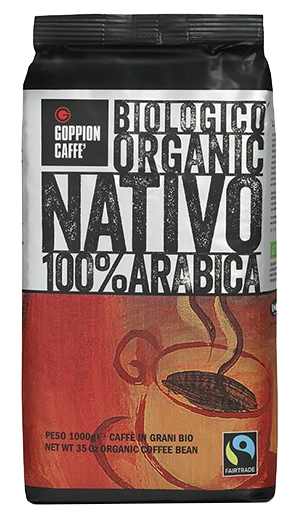 G
GOPPION
CAFFE'
BIOLOGICO
ORGANIC
NATIVO
100% ARABICA
PESO 1000g℮ • CAFFÈ IN GRANI BIO
NET WT 35 Oz ORGANIC COFFEE BEAN
FAIRTRADE